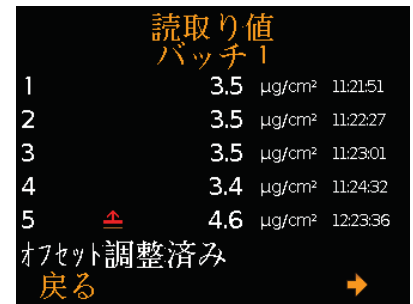 読取り値
バッチ1
1 3.5 µg/cm² 11:21:51
2 3.5 µg/cm² 11:22:27
3 3.5 µg/cm² 11:23:01
4 3.4 µg/cm² 11:24:32
5 4.6 µg/cm² 12:23:36
オフセット調整済み
戻る